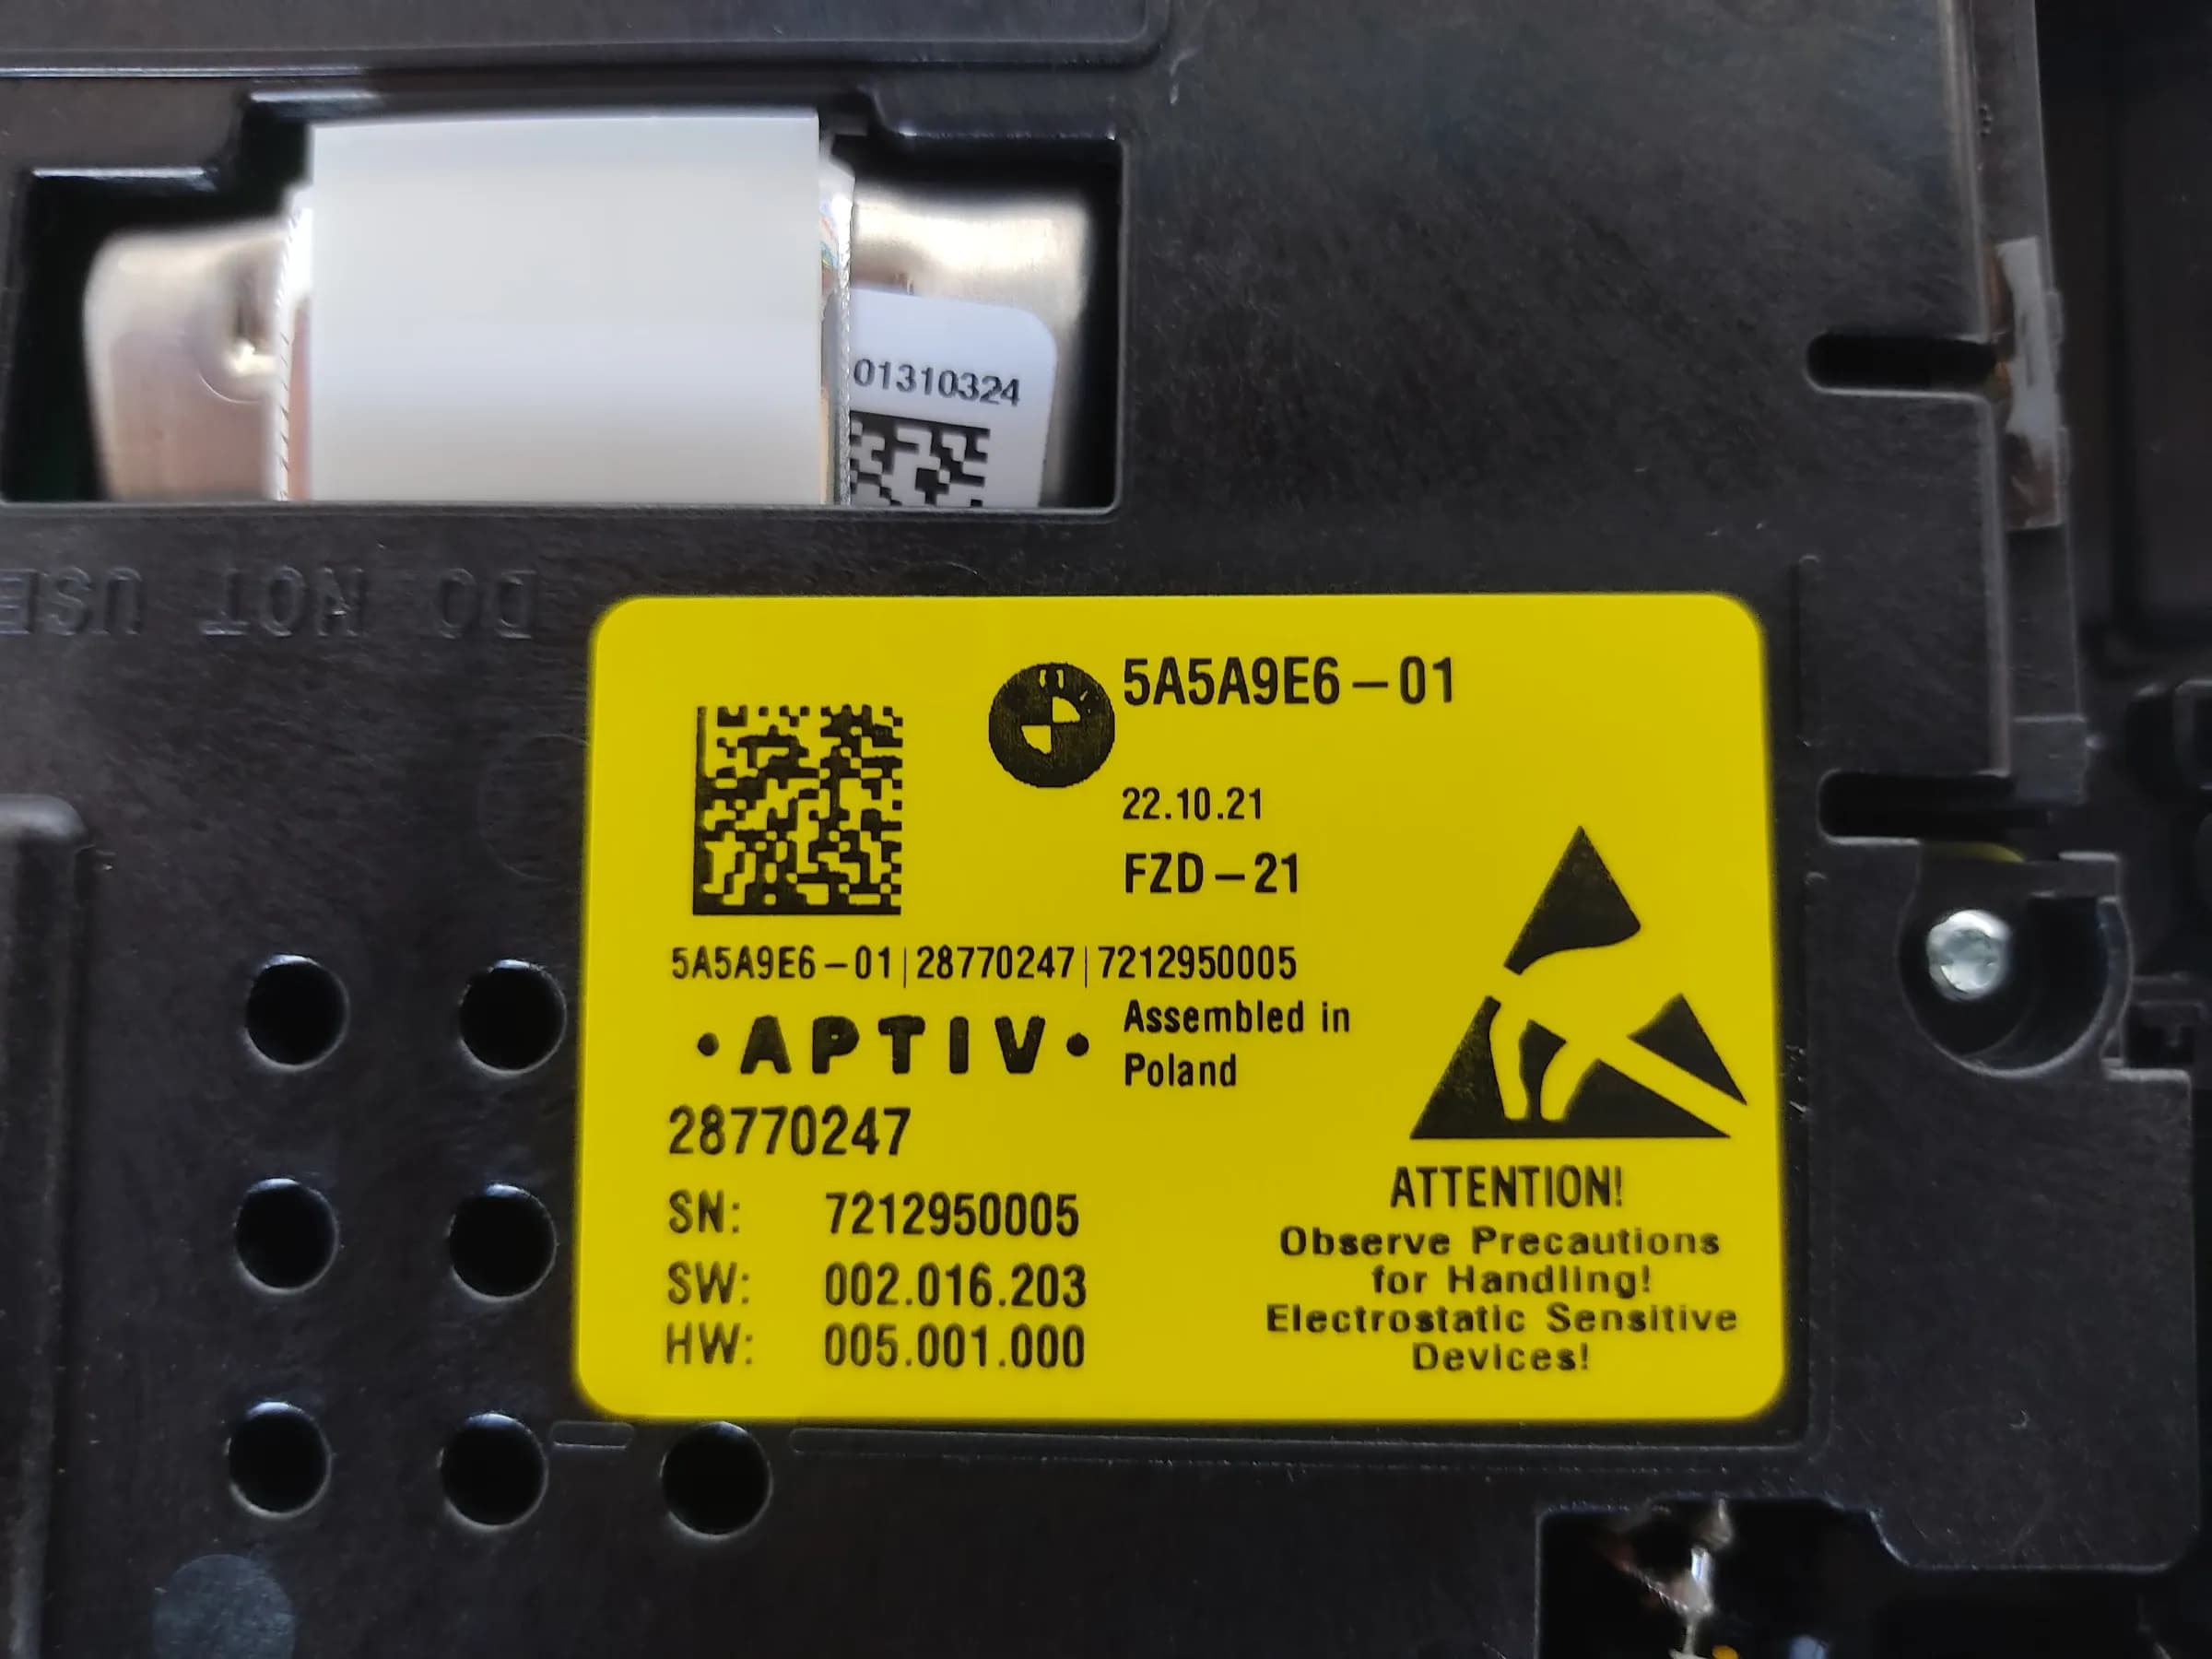 01310324
DO NOT USE
5A5A9E6-01
22.10.21
FZD-21
5A5A9E6-01|28770247|7212950005
•APTIV•
Assembled in
Poland
28770247
SN: 7212950005
SW: 002.016.203
HW: 005.001.000
ATTENTION!
Observe Precautions
for Handling!
Electrostatic Sensitive
Devices!